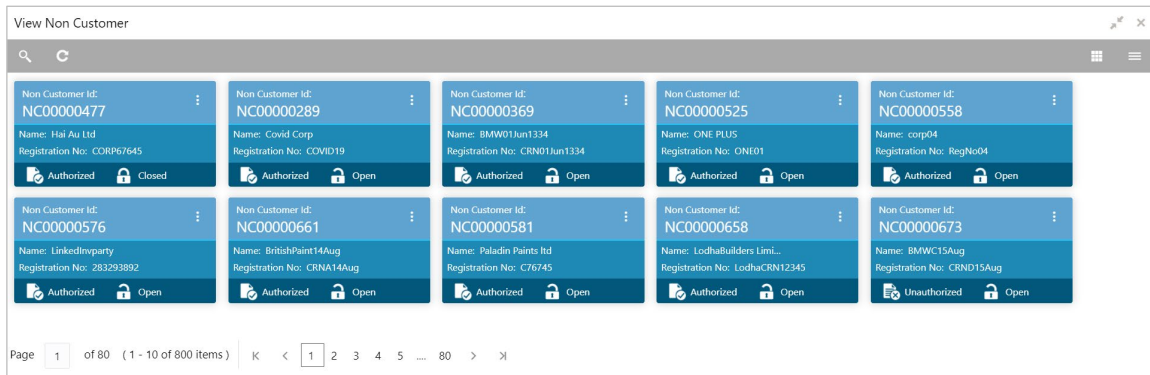 View Non Customer
Non Customer Id:
NC00000477
Name: Hai Au Ltd
Registration No: CORP67645
Authorized Closed
Non Customer Id:
NC00000289
Name: Covid Corp
Registration No: COVID19
Authorized Open
Non Customer Id:
NC00000369
Name: BMW01Jun1334
Registration No: CRN01Jun1334
Authorized Open
Non Customer Id:
NC00000525
Name: ONE PLUS
Registration No: ONE01
Authorized Open
Non Customer Id:
NC00000558
Name: corp04
Registration No: RegNo04
Authorized Open
Non Customer Id:
NC00000576
Name: LinkedInvparty
Registration No: 283293892
Authorized Open
Non Customer Id:
NC00000661
Name: BritishPaint14Aug
Registration No: CRNA14Aug
Authorized Open
Non Customer Id:
NC00000581
Name: Paladin Paints ltd
Registration No: C76745
Authorized Open
Non Customer Id:
NC00000658
Name: LodhaBuilders Limi...
Registration No: LodhaCRN12345
Authorized Open
Non Customer Id:
NC00000673
Name: BMWC15Aug
Registration No: CRND15Aug
Unauthorized Open
Page 1 of 80 ( 1 - 10 of 800 items ) 1 2 3 4 5 .... 80